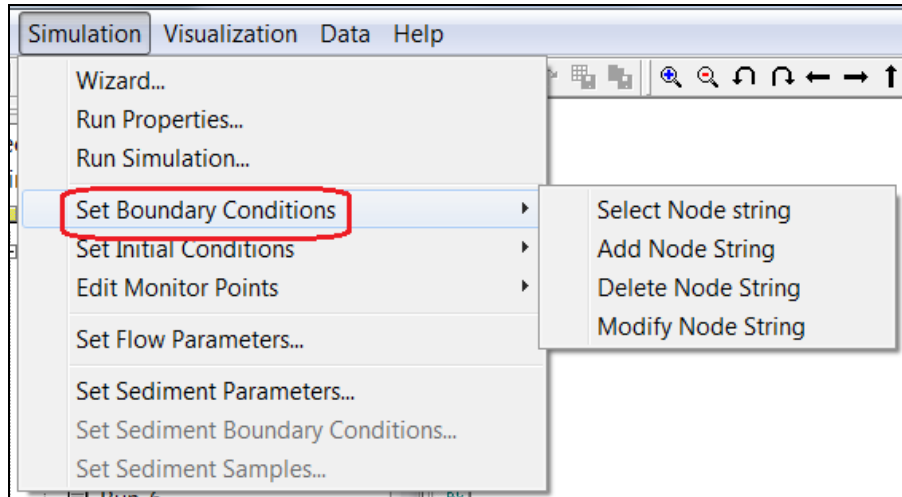 Simulation Visualization Data Help
Wizard...
Run Properties...
Run Simulation...
Set Boundary Conditions
Select Node string
Add Node String
Delete Node String
Modify Node String
Set Initial Conditions
Edit Monitor Points
Set Flow Parameters...
Set Sediment Parameters...
Set Sediment Boundary Conditions...
Set Sediment Samples...